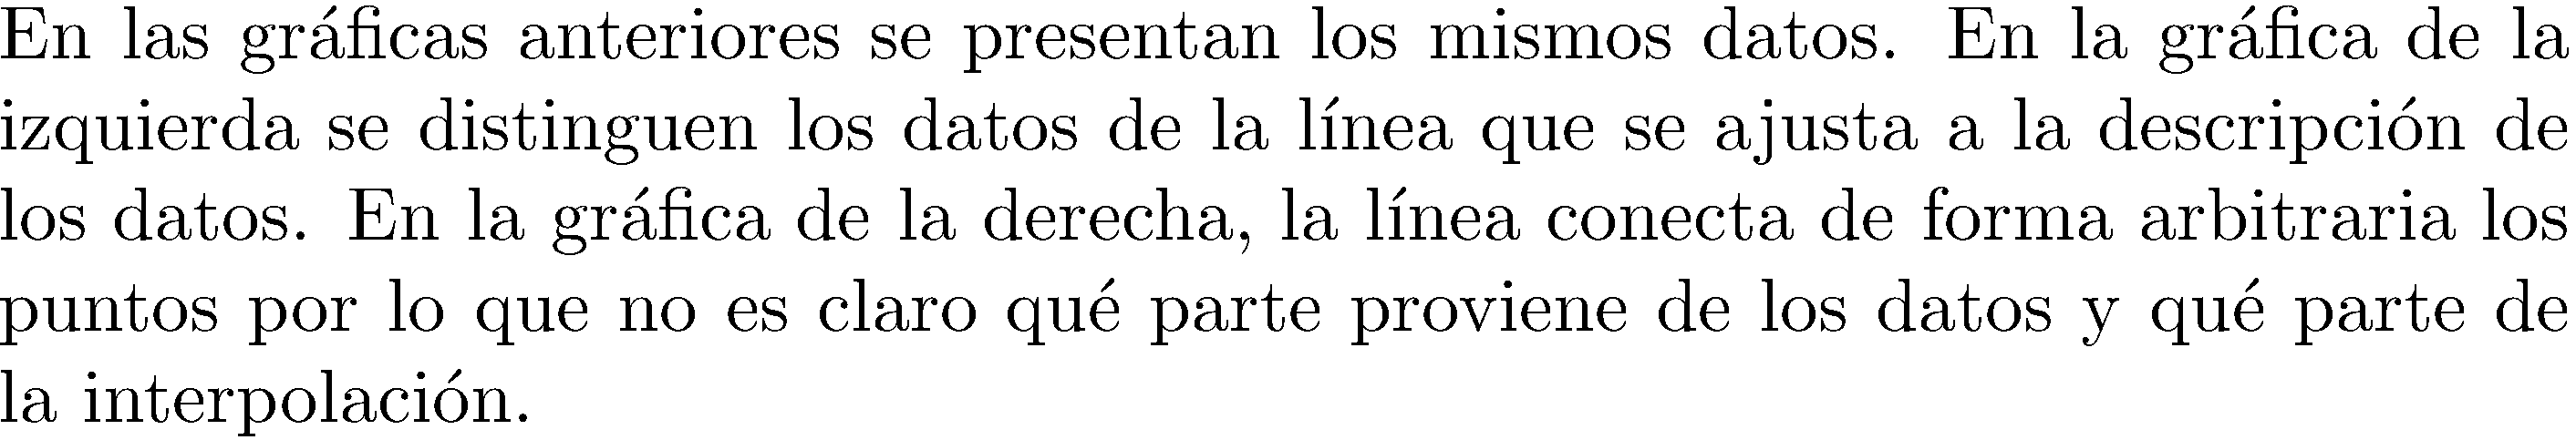 En las gráficas anteriores se presentan los mismos datos. En la gráfica de la
izquierda se distinguen los datos de la línea que se ajusta a la descripción de
los datos. En la gráfica de la derecha, la línea conecta de forma arbitraria los
puntos por lo que no es claro qué parte proviene de los datos y qué parte de
la interpolación.